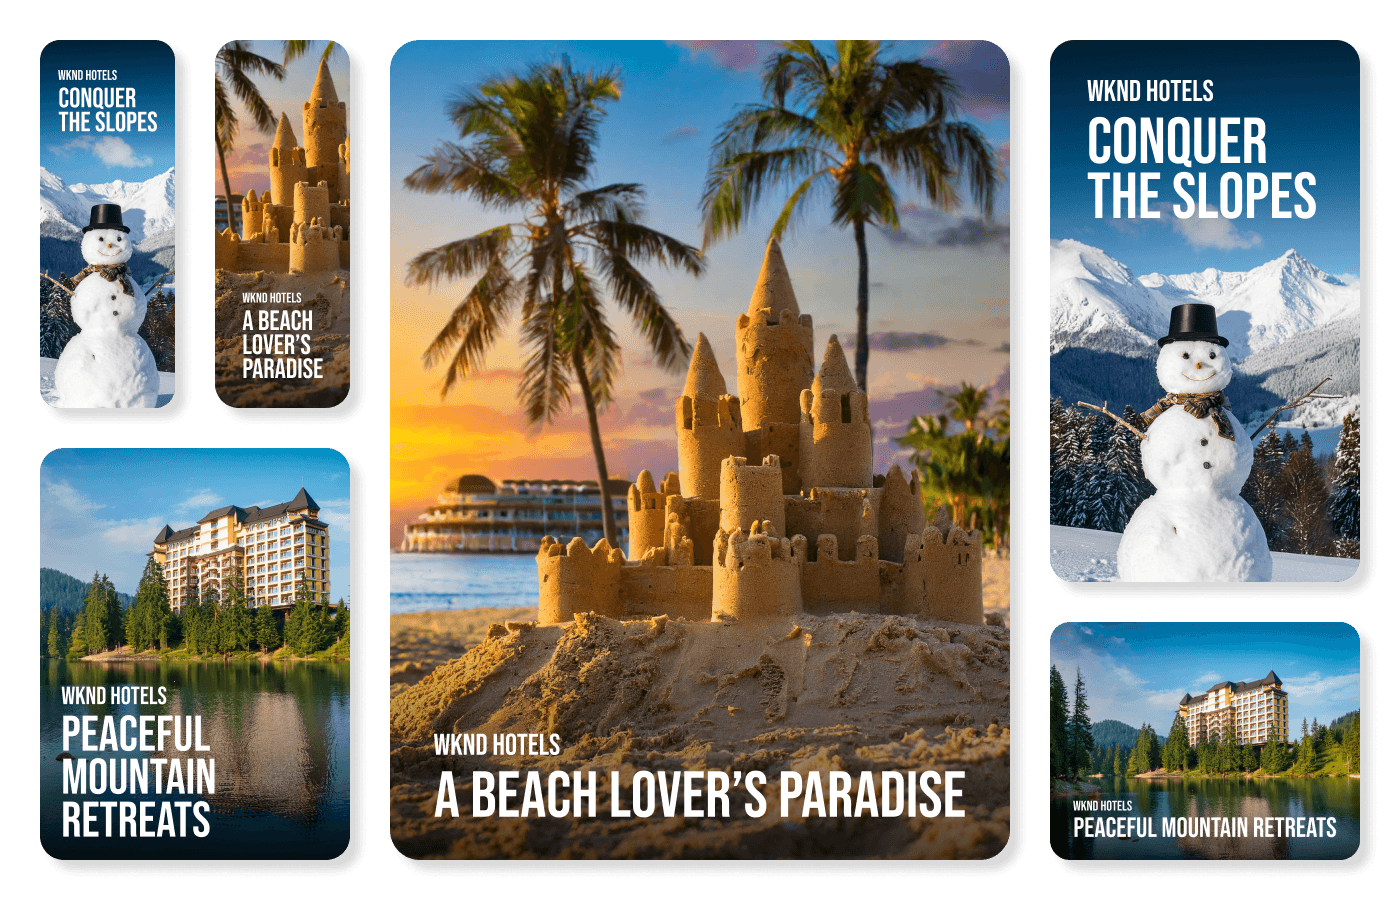 WKND HOTELS
CONQUER
THE SLOPES
WKND HOTELS
A BEACH
LOVER’S
PARADISE
WKND HOTELS
PEACEFUL
MOUNTAIN
RETREATS
WKND HOTELS
A BEACH LOVER’S PARADISE
WKND HOTELS
CONQUER
THE SLOPES
WKND HOTELS
PEACEFUL MOUNTAIN RETREATS